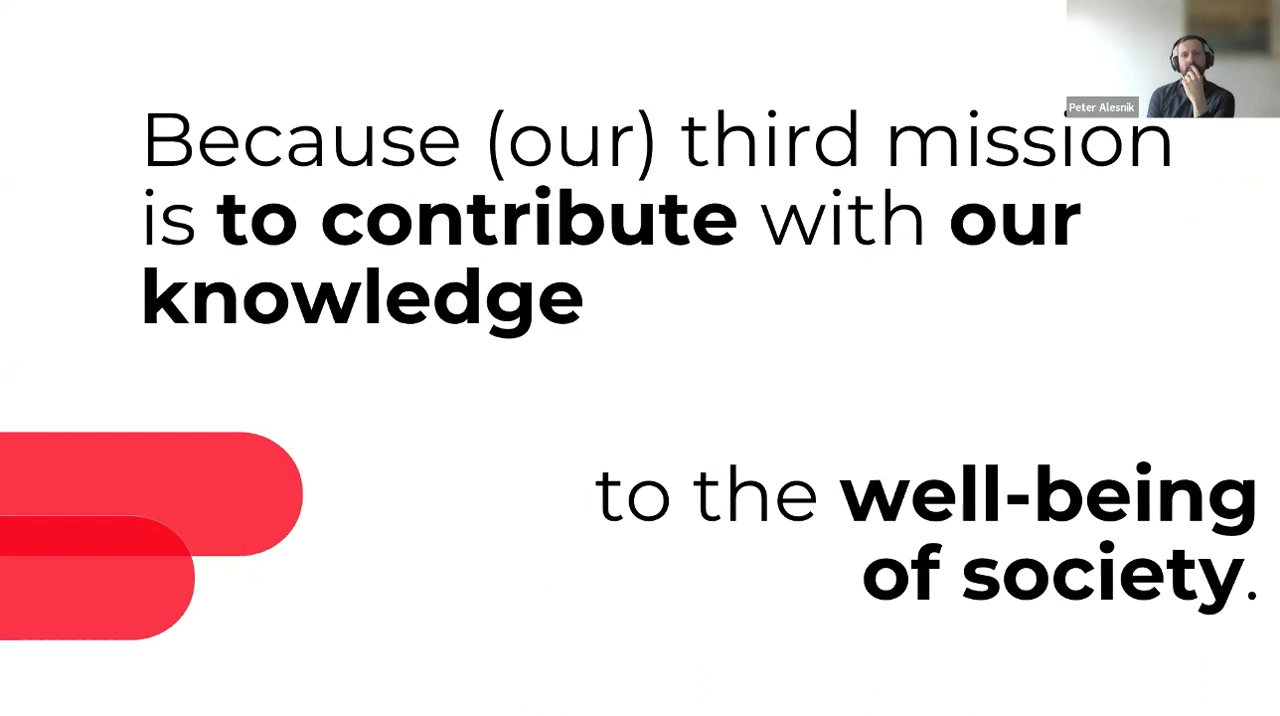 Peter Alesnik
Because (our) third mission
is to contribute with our
knowledge
to the well-being
of society.